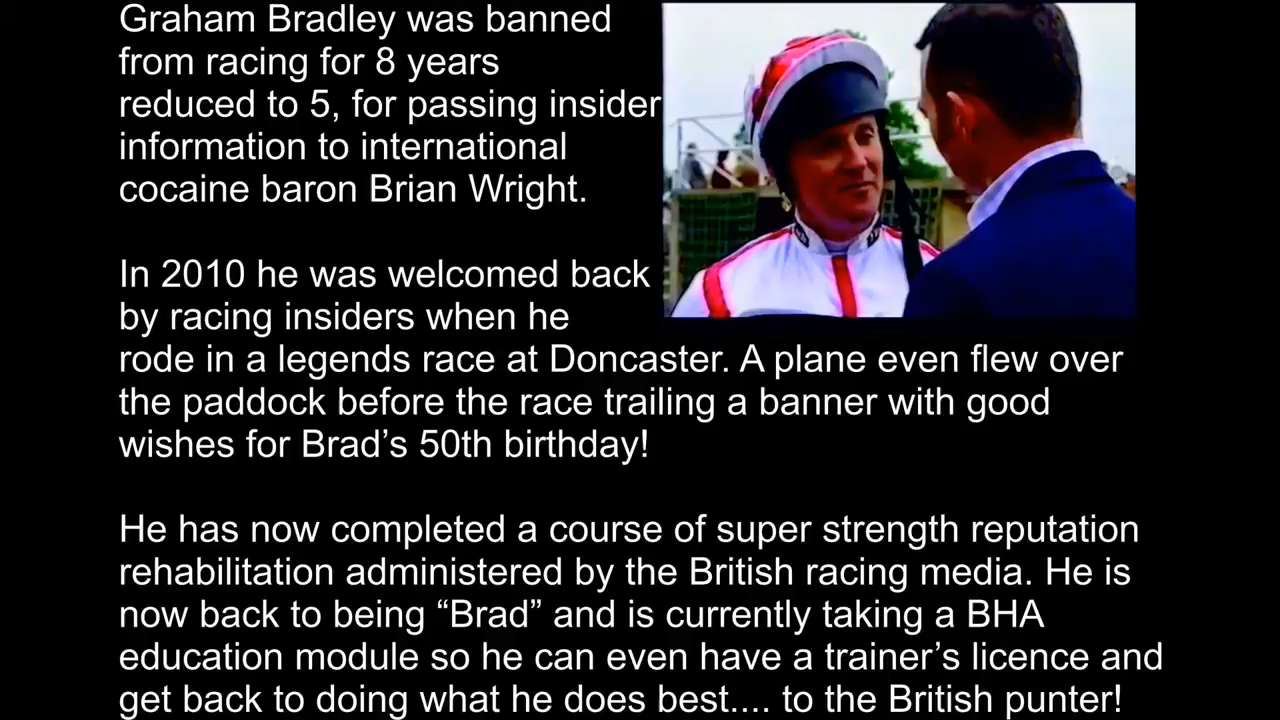 Graham Bradley was banned
from racing for 8 years
reduced to 5, for passing insider
information to international
cocaine baron Brian Wright.
In 2010 he was welcomed back
by racing insiders when he
rode in a legends race at Doncaster. A plane even flew over
the paddock before the race trailing a banner with good
wishes for Brad’s 50th birthday!
He has now completed a course of super strength reputation
rehabilitation administered by the British racing media. He is
now back to being “Brad” and is currently taking a BHA
education module so he can even have a trainer’s licence and
get back to doing what he does best.... to the British punter!